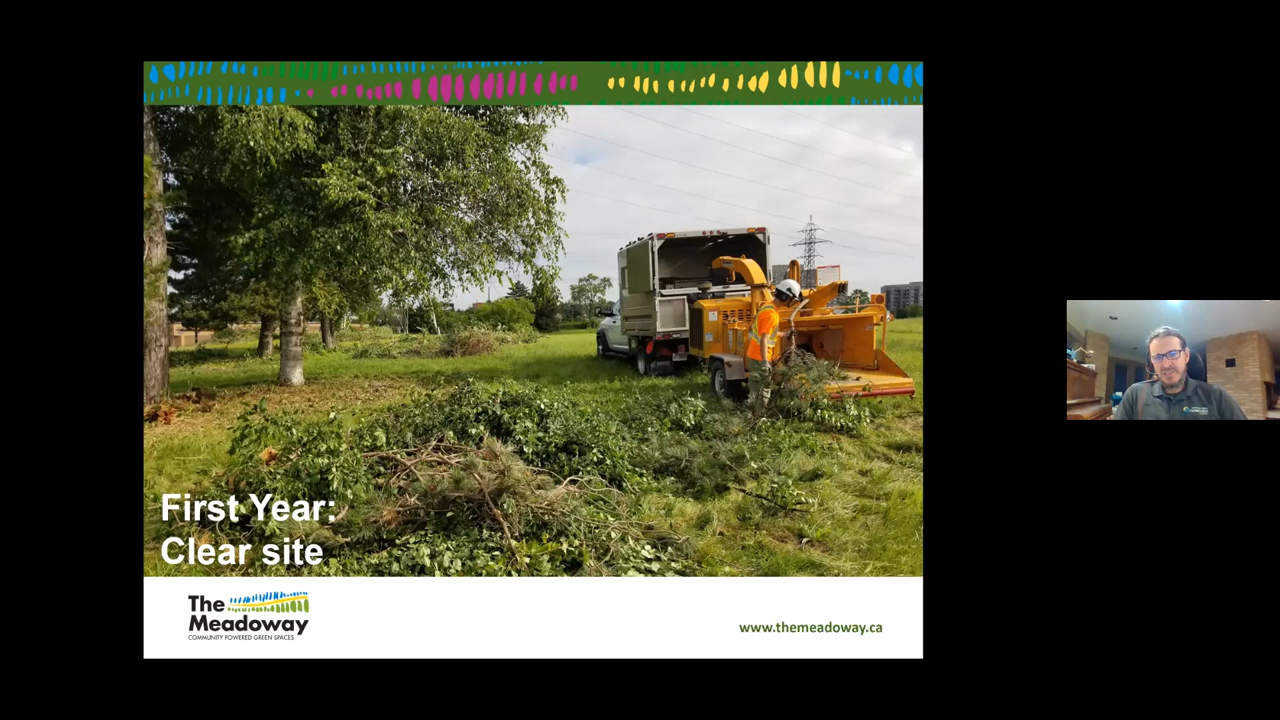 First Year:
Clear site
The
Meadoway
COMMUNITY POWERED GREEN SPACES
www.themeadoway.ca